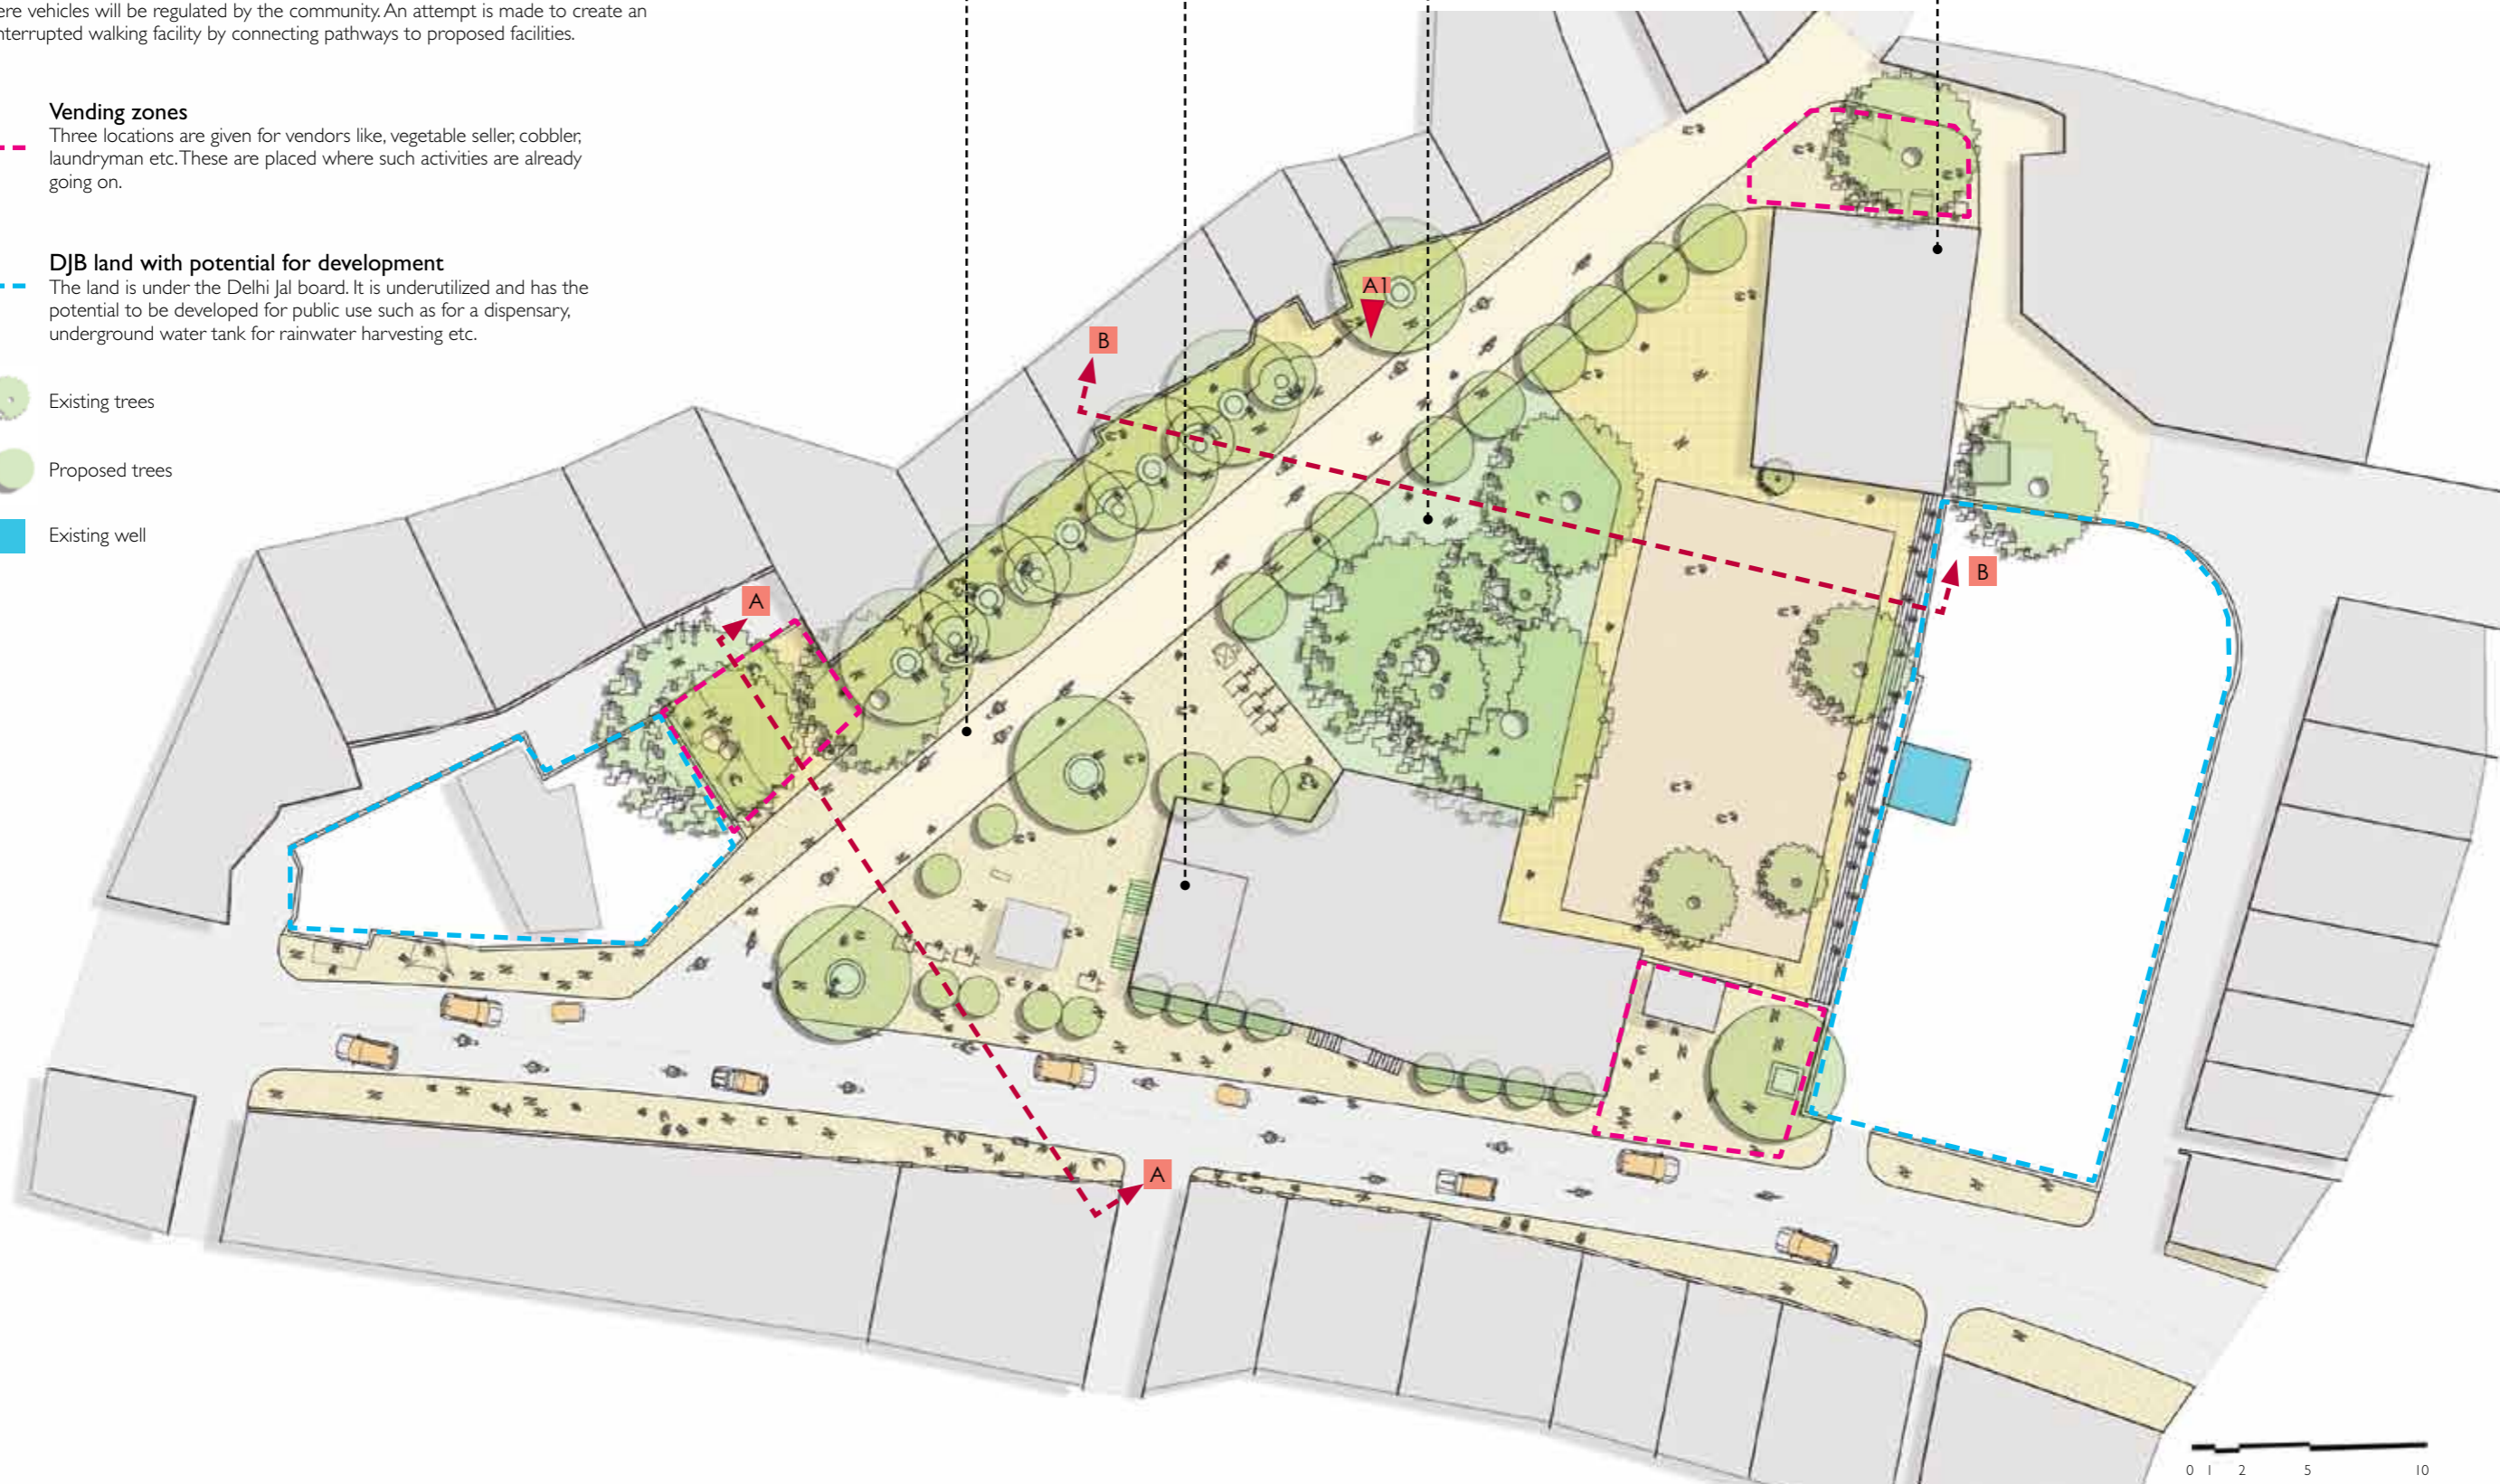 ere vehicles will be regulated by the community. An attempt is made to create an
nterrupted walking facility by connecting pathways to proposed facilities.
Vending zones
Three locations are given for vendors like, vegetable seller, cobbler,
laundryman etc. These are placed where such activities are already
going on.
DJB land with potential for development
The land is under the Delhi Jal board. It is underutilized and has the
potential to be developed for public use such as for a dispensary,
underground water tank for rainwater harvesting etc.
Existing trees
Proposed trees
Existing well
A1
B
B
A
A
0 1 2 5 10